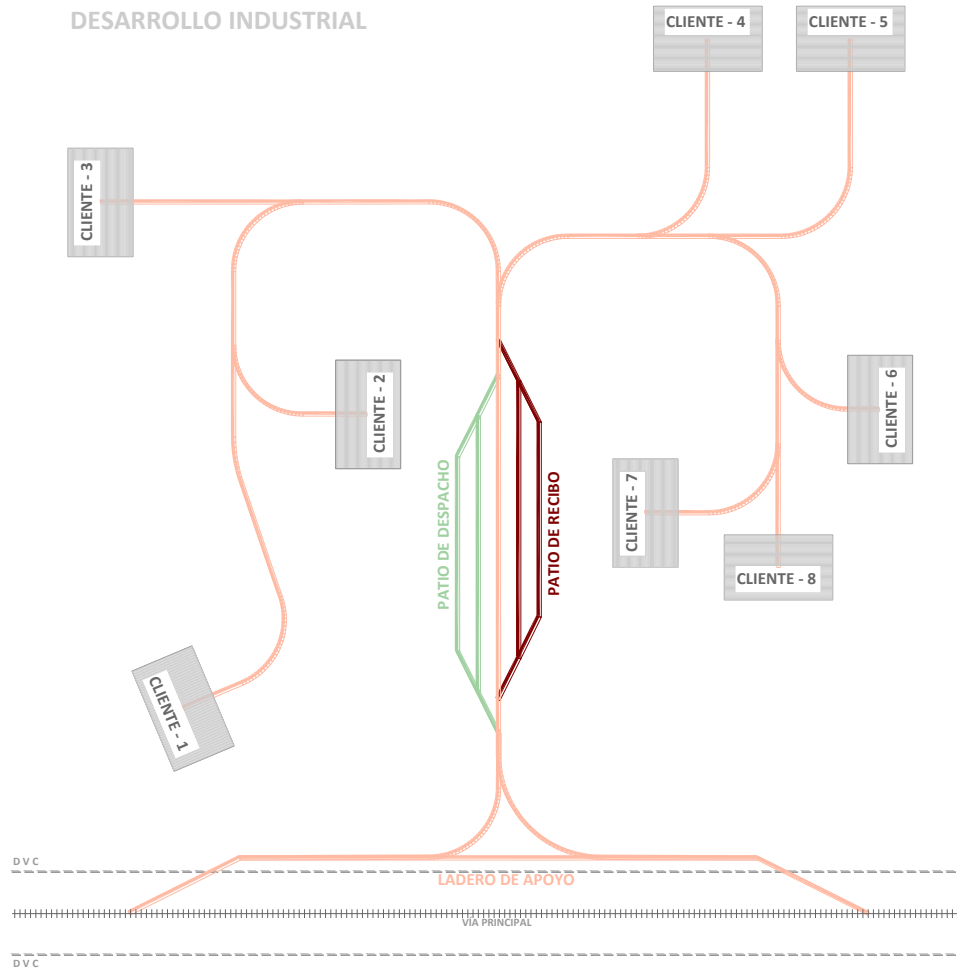 DESARROLLO INDUSTRIAL
CLIENTE - 4
CLIENTE - 5
CLIENTE - 3
CLIENTE - 2
CLIENTE - 6
PATIO DE DESPACHO
PATIO DE RECIBO
CLIENTE - 7
CLIENTE - 8
CLIENTE - 1
D V C
LADERO DE APOYO
VÍA PRINCIPAL
D V C